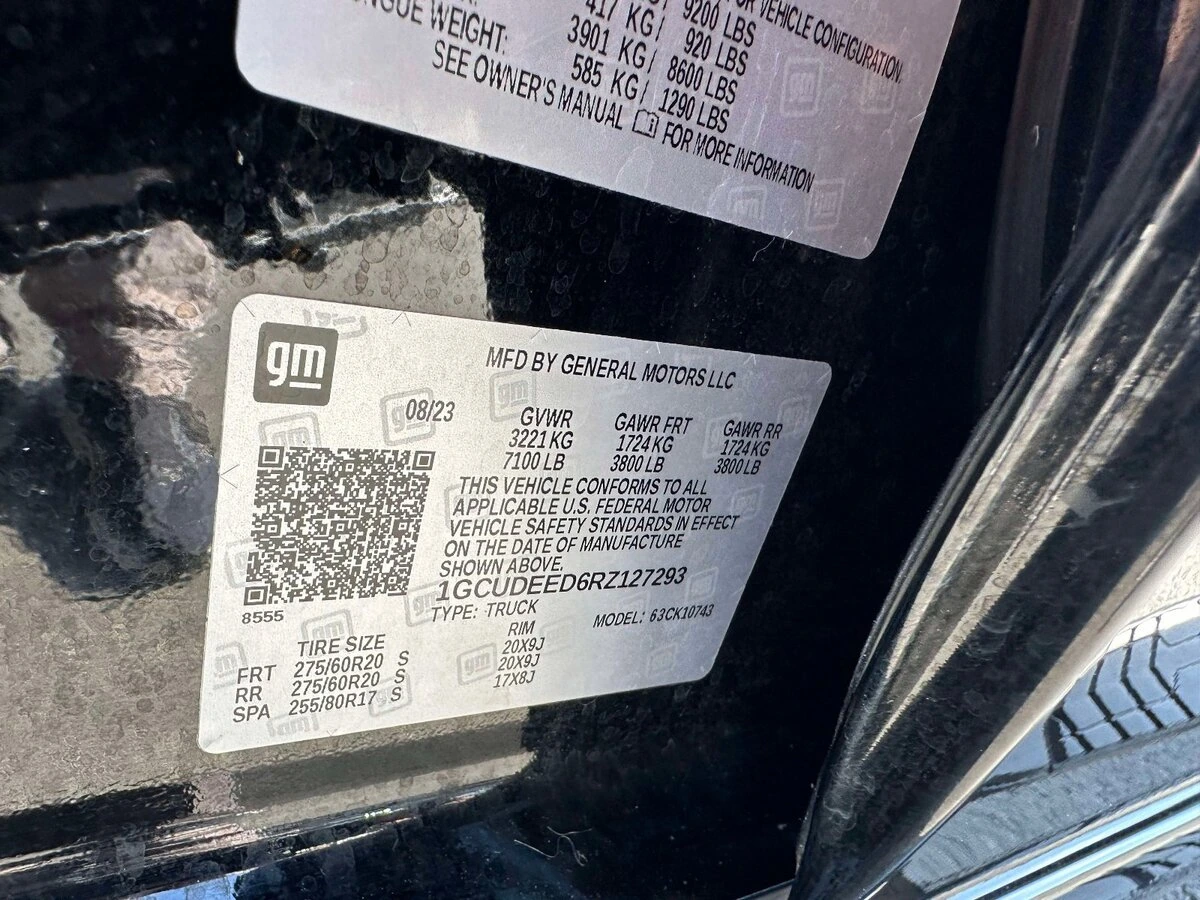 FOR VEHICLE CONFIGURATION.
9200 LBS
417 KG/ 920 LBS
WEIGHT: 3901 KG/ 8600 LBS
585 KG/ 1290 LBS
SEE OWNER'S MANUAL FOR MORE INFORMATION
gm
MFD BY GENERAL MOTORS LLC
08/23
GVWR GAWR FRT GAWR RR
3221 KG 1724 KG 1724 KG
7100 LB 3800 LB 3800 LB
THIS VEHICLE CONFORMS TO ALL
APPLICABLE U.S. FEDERAL MOTOR
VEHICLE SAFETY STANDARDS IN EFFECT
ON THE DATE OF MANUFACTURE
SHOWN ABOVE.
1GCUDEED6RZ127293
8555
TYPE: TRUCK MODEL: 63CK10743
TIRE SIZE RIM
FRT 275/60R20 S 20X9J
RR 275/60R20 S 20X9J
SPA 255/80R17 S 17X8J